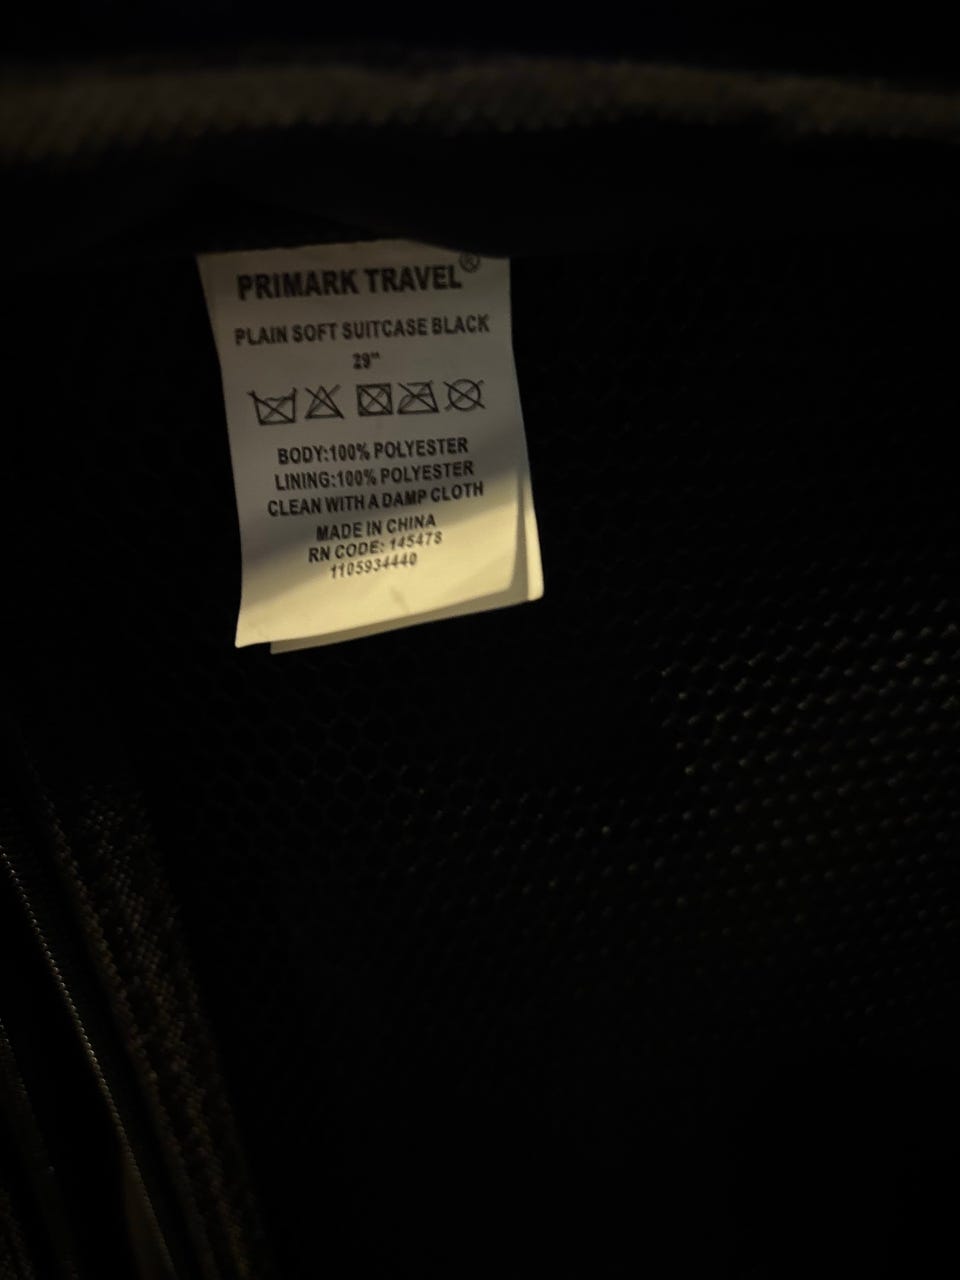 PRIMARK TRAVEL®
PLAIN SOFT SUITCASE BLACK
29"
BODY:100% POLYESTER
LINING:100% POLYESTER
CLEAN WITH A DAMP CLOTH
MADE IN CHINA
RN CODE: 145478
1105934440